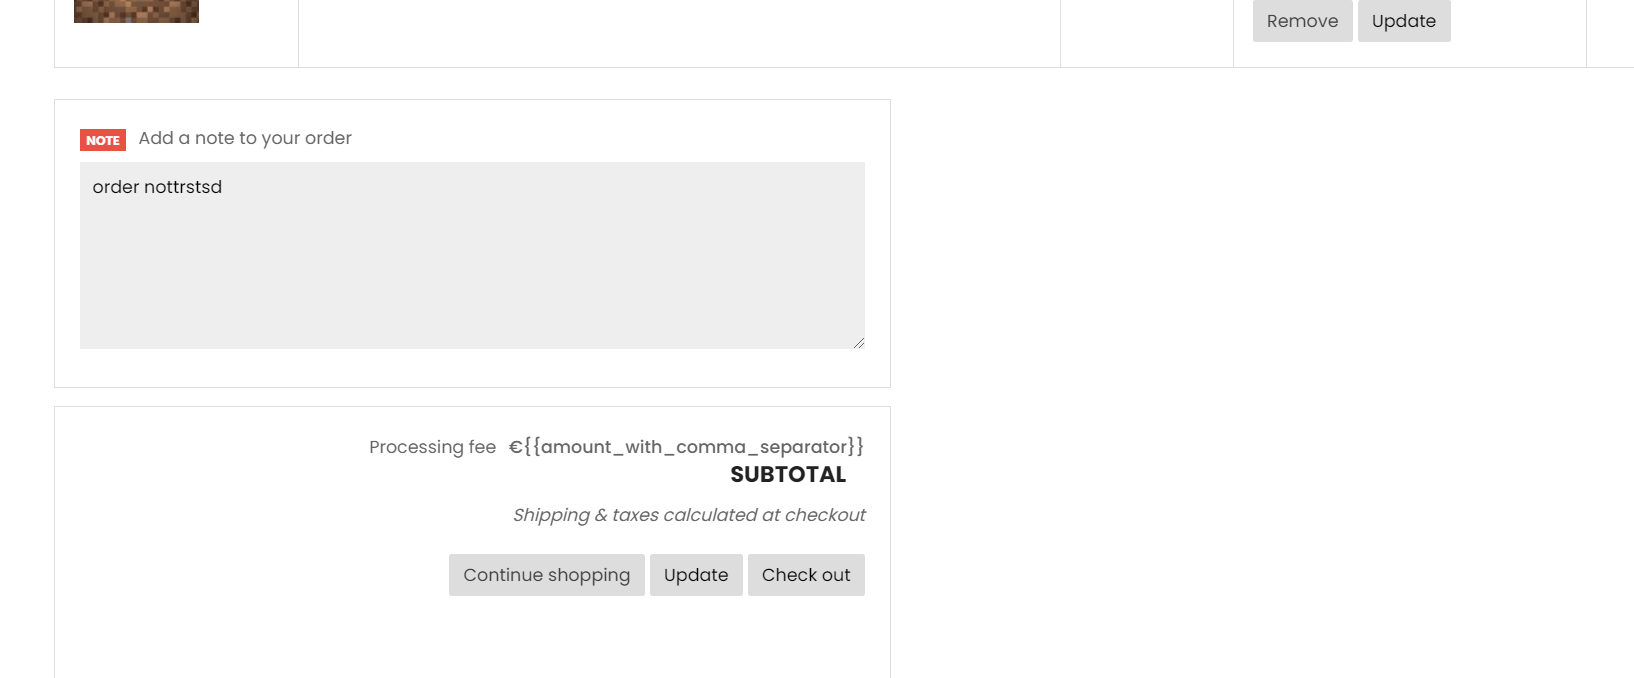 Remove Update
NOTE Add a note to your order
order nottrstsd
Processing fee €{{amount_with_comma_separator}}
SUBTOTAL
Shipping & taxes calculated at checkout
Continue shopping Update Check out